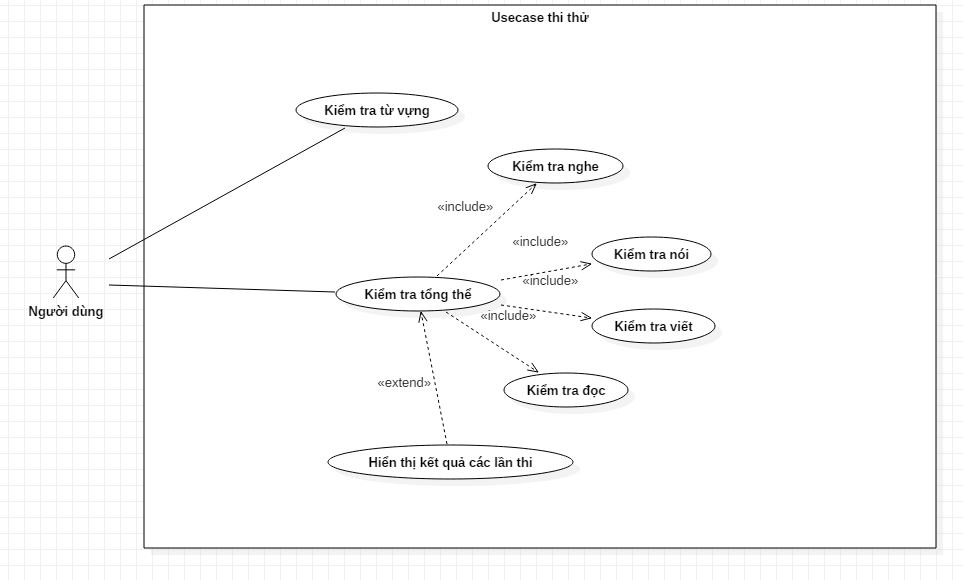 Usecase thi thử
Kiểm tra từ vựng
Kiểm tra nghe
«include»
«include»
Kiểm tra nói
«include»
Kiểm tra tổng thể
Người dùng
«include»
Kiểm tra viết
«extend»
Kiểm tra đọc
Hiển thị kết quả các lần thi